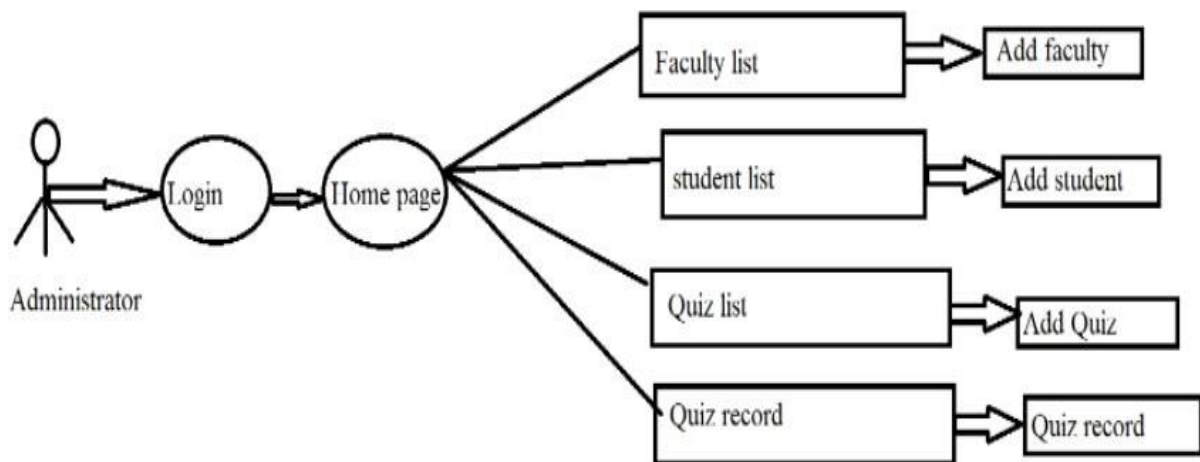 Faculty list
Add faculty
student list
Add student
Login
Home page
Administrator
Quiz list
Add Quiz
Quiz record
Quiz record